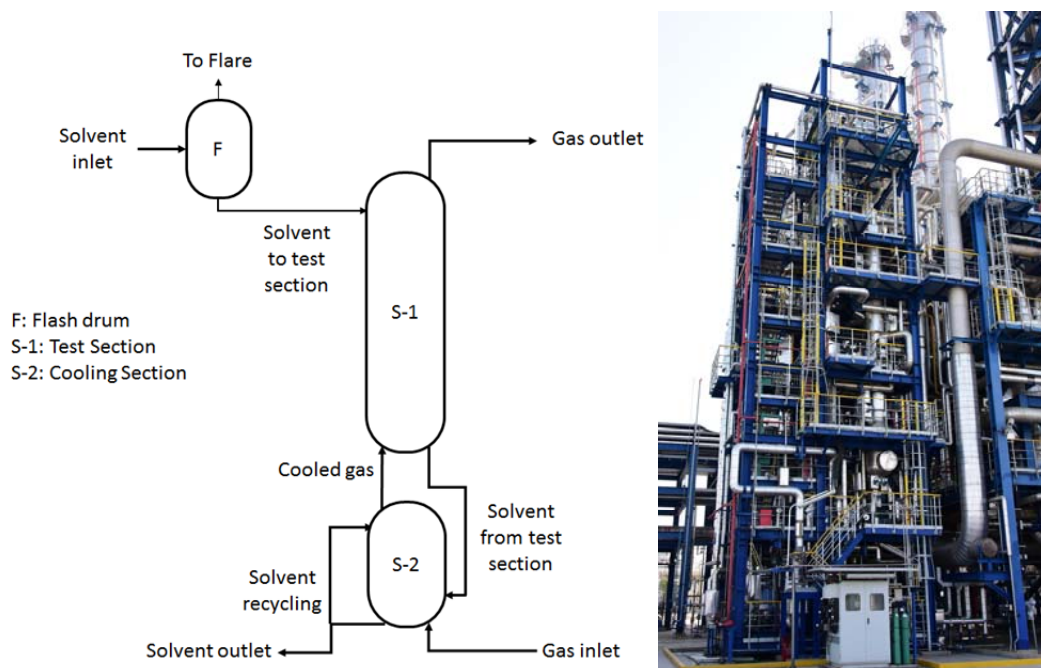 To Flare
Solvent
inlet
F
Gas outlet
Solvent
to test
section
S-1
F: Flash drum
S-1: Test Section
S-2: Cooling Section
Cooled gas
Solvent
from test
section
S-2
Solvent
recycling
Solvent outlet
Gas inlet